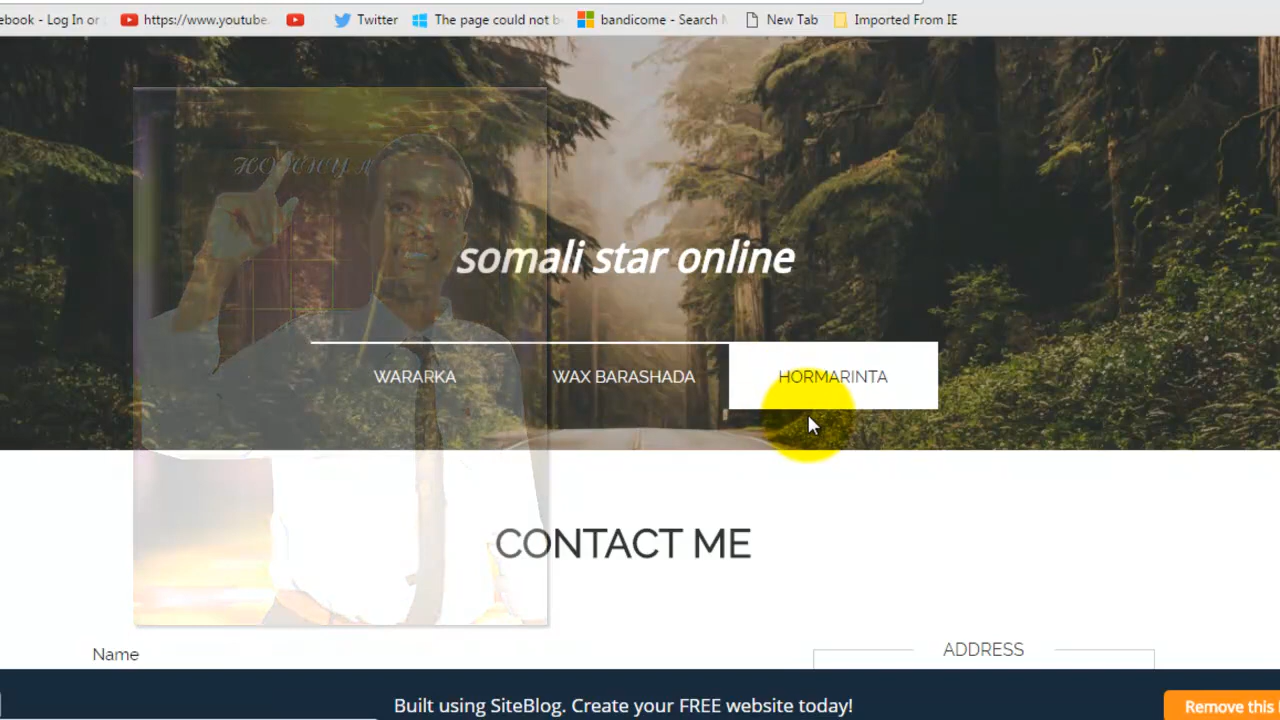 ebook - Log In or
https://www.youtube.
Twitter
The page could not b
bandicome - Search
New Tab
Imported From IE
somali star online
WARARKA
WAX BARASHADA
HORMARINTA
CONTACT ME
Name
ADDRESS
Built using SiteBlog. Create your FREE website today!
Remove this